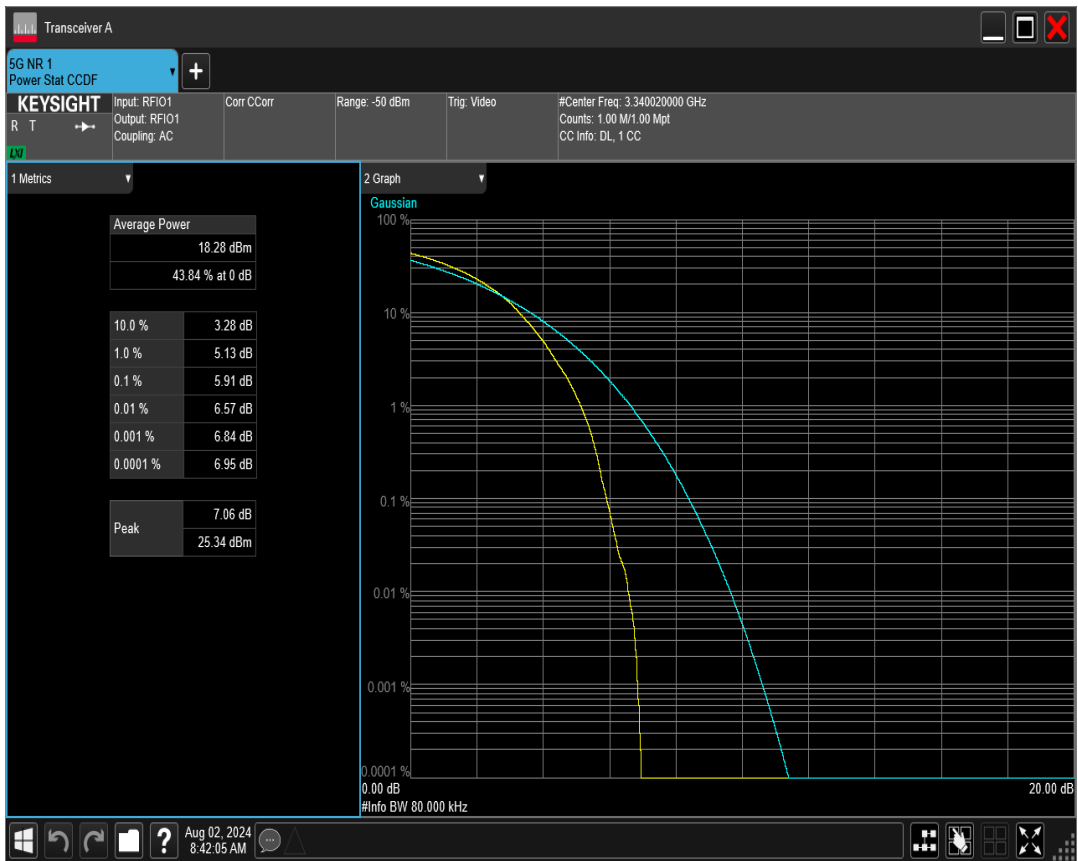 Transceiver A
5G NR 1
Power Stat CCDF
+
KEYSIGHT
R T
LXI
Input: RFIO1
Output: RFIO1
Coupling: AC
Corr CCorr
Range: -50 dBm
Trig: Video
#Center Freq: 3.340020000 GHz
Counts: 1.00 M/1.00 Mpt
CC Info: DL, 1 CC
1 Metrics
Average Power
18.28 dBm
43.84 % at 0 dB
10.0 % 3.28 dB
1.0 % 5.13 dB
0.1 % 5.91 dB
0.01 % 6.57 dB
0.001 % 6.84 dB
0.0001 % 6.95 dB
Peak
7.06 dB
25.34 dBm
2 Graph
Gaussian
100 %
10 %
1 %
0.1 %
0.01 %
0.001 %
0.0001 %
0.00 dB 20.00 dB
#Info BW 80.000 kHz
?
Aug 02, 2024
8:42:05 AM